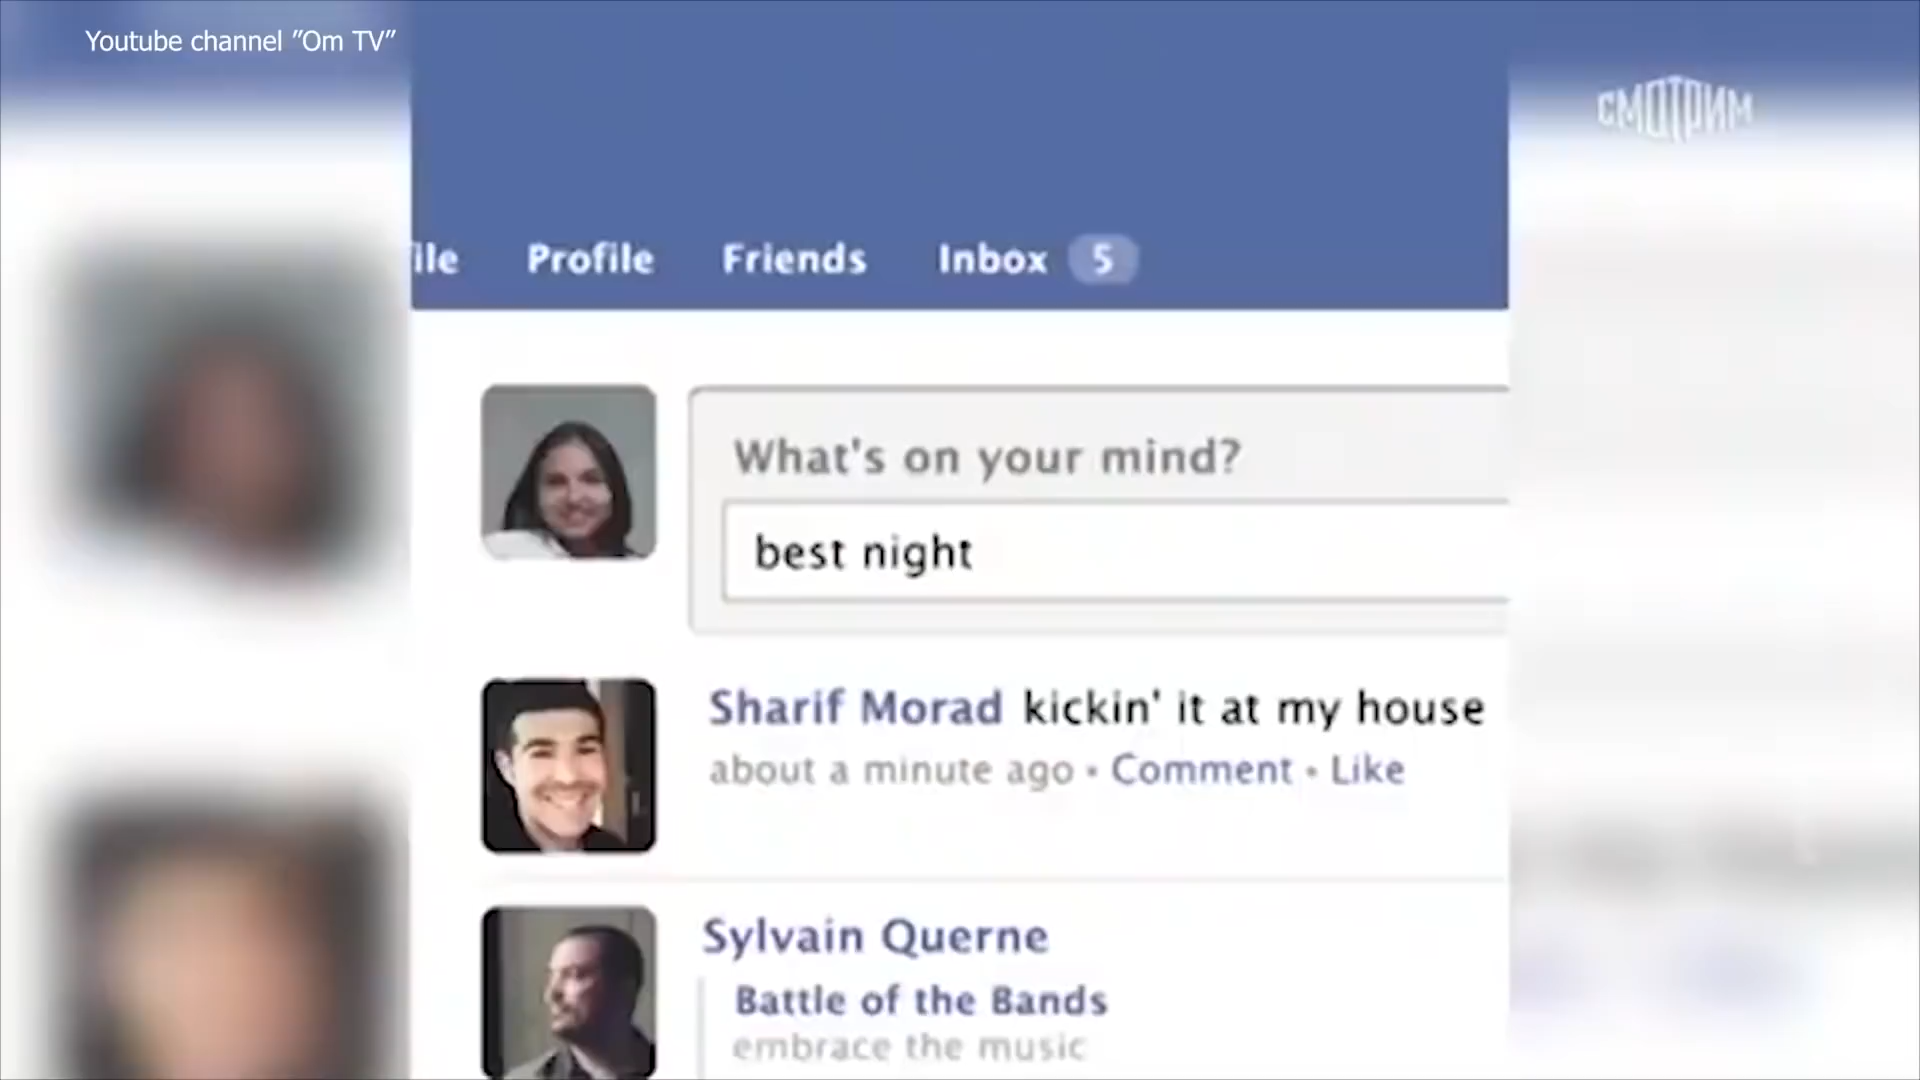 Youtube channel "Om TV"
СМОТРИМ
ile Profile Friends Inbox 5
What's on your mind?
best night
Sharif Morad kickin' it at my house
about a minute ago • Comment • Like
Sylvain Querne
Battle of the Bands
embrace the music